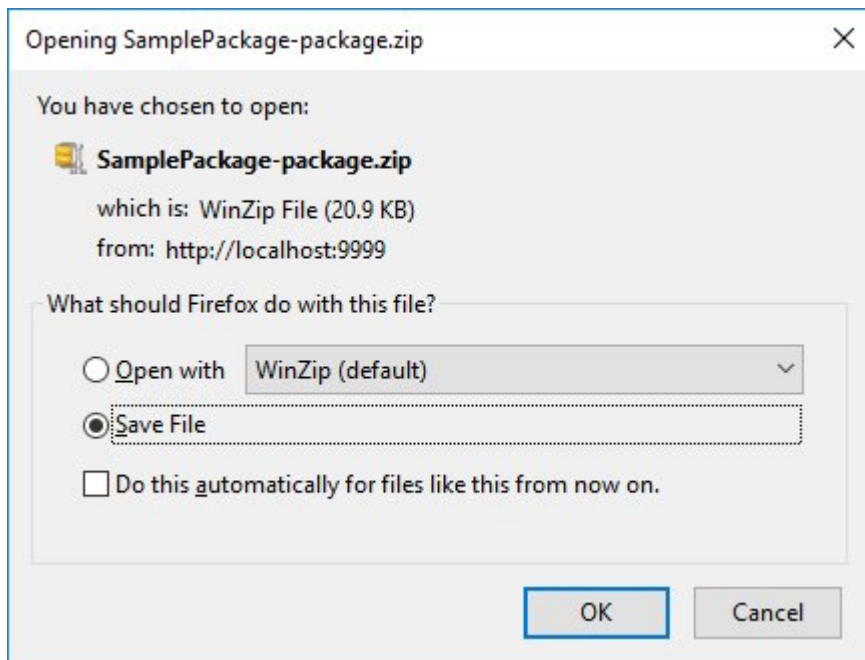 Opening SamplePackage-package.zip
You have chosen to open:
SamplePackage-package.zip
which is: WinZip File (20.9 KB)
from: http://localhost:9999
What should Firefox do with this file?
Open with WinZip (default)
Save File
Do this automatically for files like this from now on.
OK Cancel